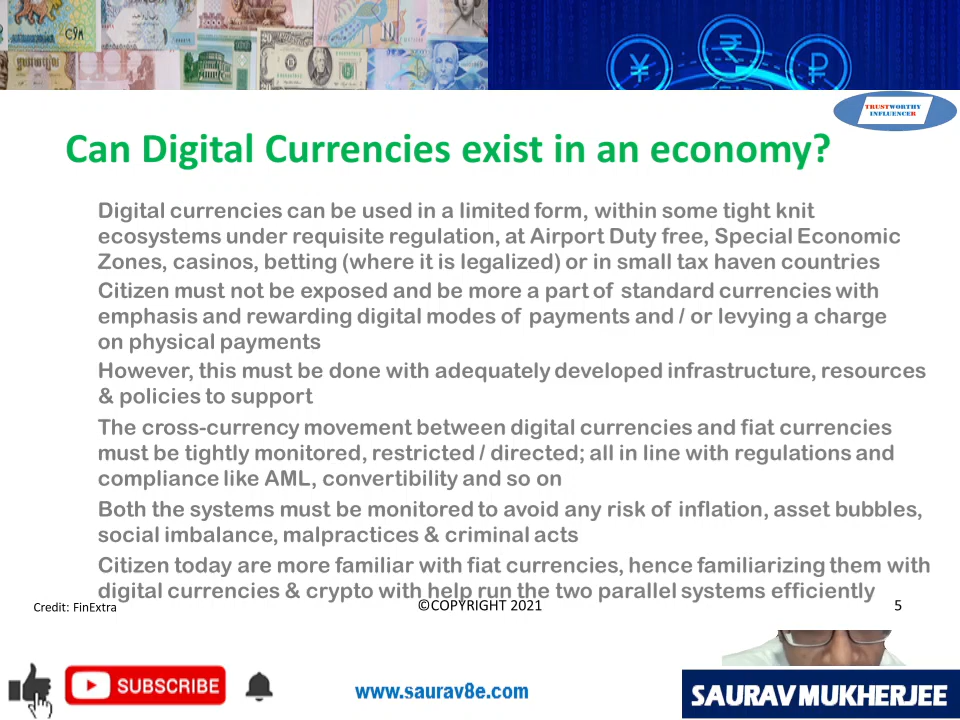 TRUSTWORTHY
INFLUENCER
Can Digital Currencies exist in an economy?
Digital currencies can be used in a limited form, within some tight knit
ecosystems under requisite regulation, at Airport Duty free, Special Economic
Zones, casinos, betting (where it is legalized) or in small tax haven countries
Citizen must not be exposed and be more a part of standard currencies with
emphasis and rewarding digital modes of payments and / or levying a charge
on physical payments
However, this must be done with adequately developed infrastructure, resources
& policies to support
The cross-currency movement between digital currencies and fiat currencies
must be tightly monitored, restricted / directed; all in line with regulations and
compliance like AML, convertibility and so on
Both the systems must be monitored to avoid any risk of inflation, asset bubbles,
social imbalance, malpractices & criminal acts
Citizen today are more familiar with fiat currencies, hence familiarizing them with
digital currencies & crypto with help run the two parallel systems efficiently
Credit: FinExtra
©COPYRIGHT 2021
5
SUBSCRIBE
www.saurav8e.com
SAURAV MUKHERJEE